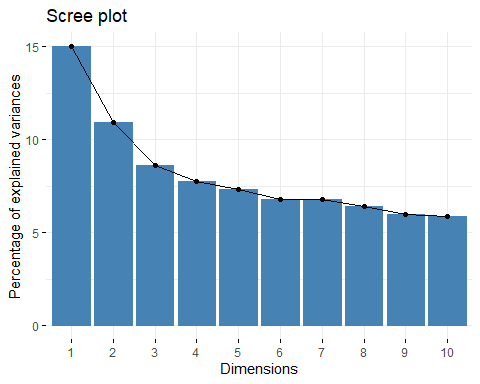 Scree plot
Percentage of explained variances
15
10
5
0
1 2 3 4 5 6 7 8 9 10
Dimensions